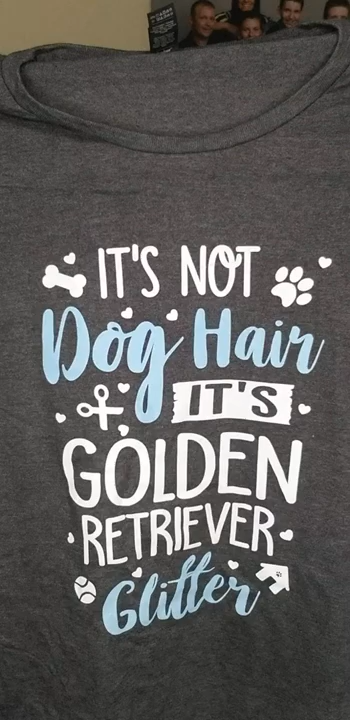 IT'S NOT
Dog Hair
IT'S
GOLDEN
RETRIEVER
Glitter